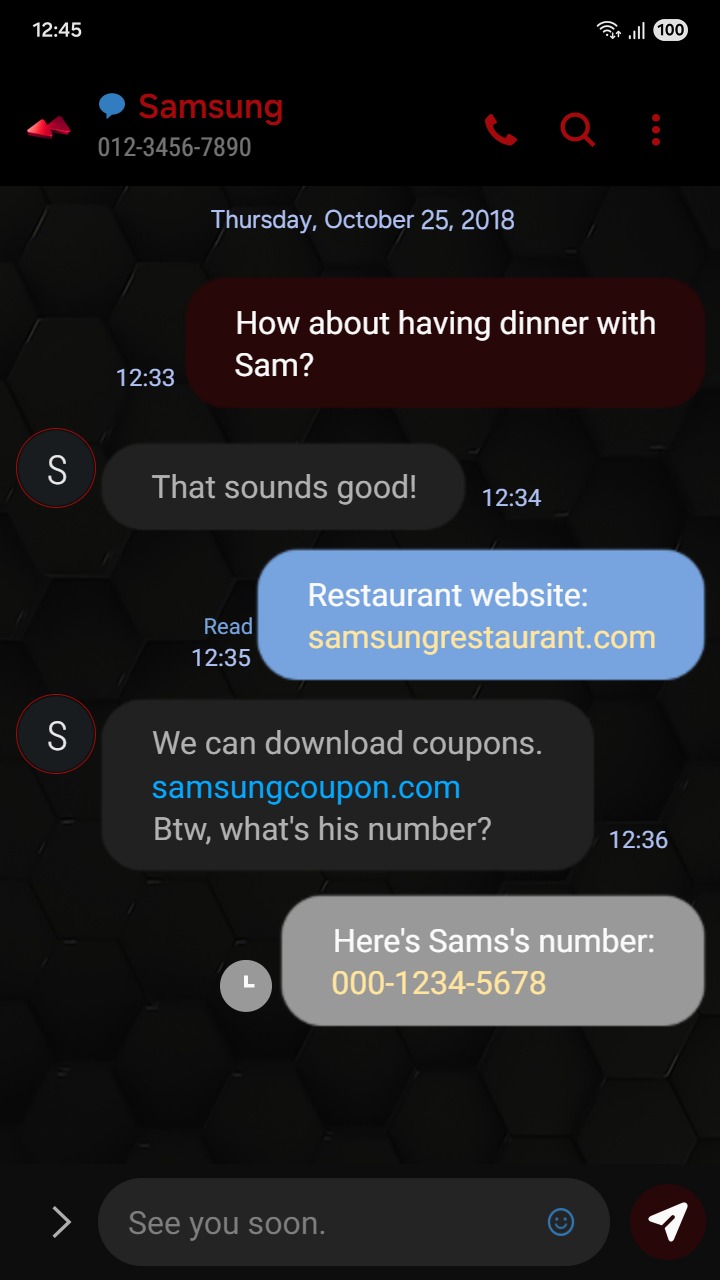 12:45
100
Samsung
012-3456-7890
Thursday, October 25, 2018
How about having dinner with
Sam?
12:33
S
That sounds good!
12:34
Restaurant website:
samsungrestaurant.com
Read
12:35
S
We can download coupons.
samsungcoupon.com
Btw, what's his number?
12:36
Here's Sams's number:
000-1234-5678
See you soon.